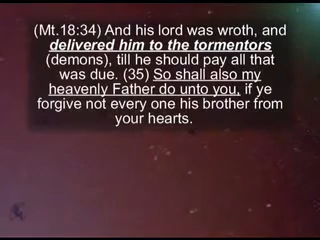 (Mt.18:34) And his lord was wroth, and
delivered him to the tormentors
(demons), till he should pay all that
was due. (35) So shall also my
heavenly Father do unto you, if ye
forgive not every one his brother from
your hearts.